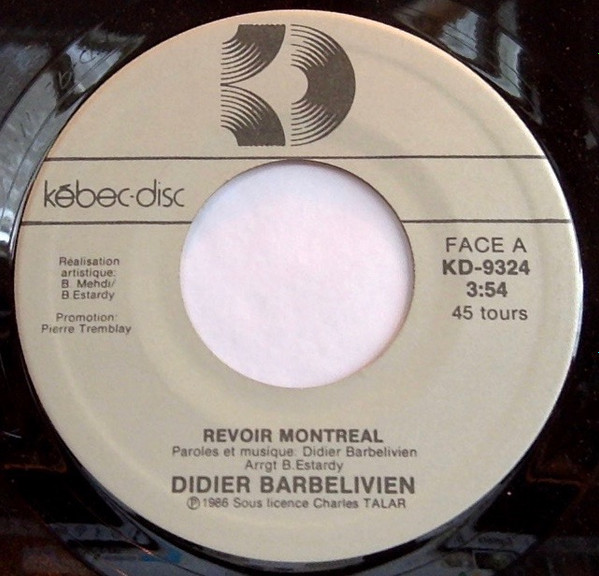 kébec-disc
FACE A
KD-9324
3:54
45 tours
Réalisation
artistique:
B. Mehdi/
B.Estardy
Promotion:
Pierre Tremblay
REVOIR MONTREAL
Paroles et musique: Didier Barbelivien
Arrgt B.Estardy
DIDIER BARBELIVIEN
Ⓟ1986 Sous licence Charles TALAR